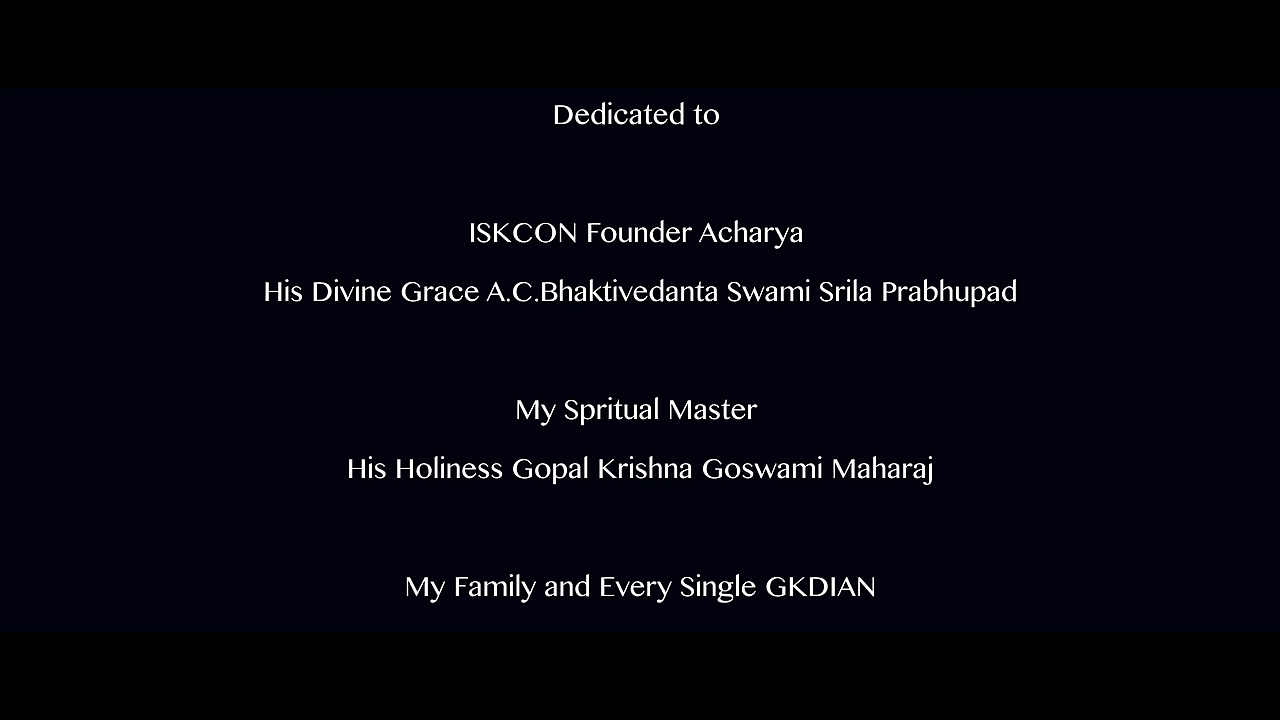 Dedicated to
ISKCON Founder Acharya
His Divine Grace A.C.Bhaktivedanta Swami Srila Prabhupad
My Spritual Master
His Holiness Gopal Krishna Goswami Maharaj
My Family and Every Single GKDIAN